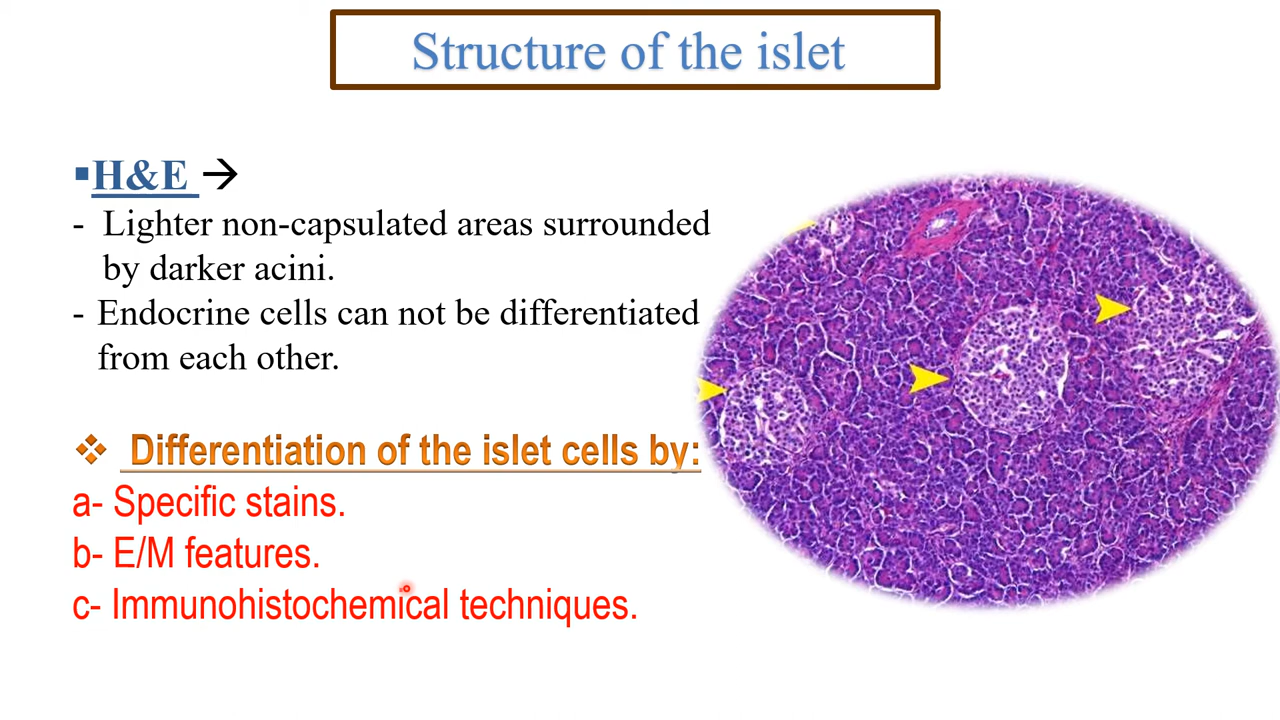 Structure of the islet
▪H&E →
- Lighter non-capsulated areas surrounded
by darker acini.
- Endocrine cells can not be differentiated
from each other.
❖ Differentiation of the islet cells by:
a- Specific stains.
b- E/M features.
c- Immunohistochemical techniques.